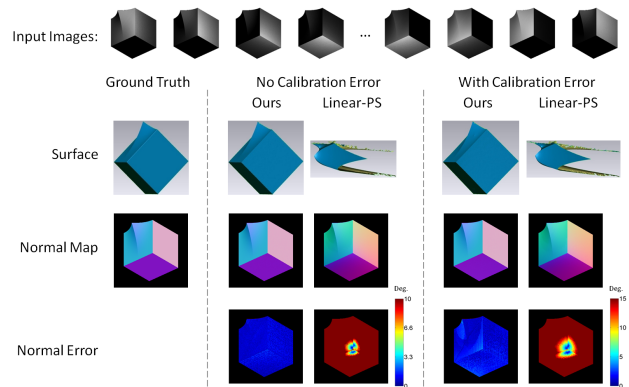 Input Images:
...
Ground Truth
No Calibration Error
With Calibration Error
Ours
Linear-PS
Ours
Linear-PS
Surface
Normal Map
Normal Error
Deg.
10
6.6
3.3
0
Deg.
15
10
5
0